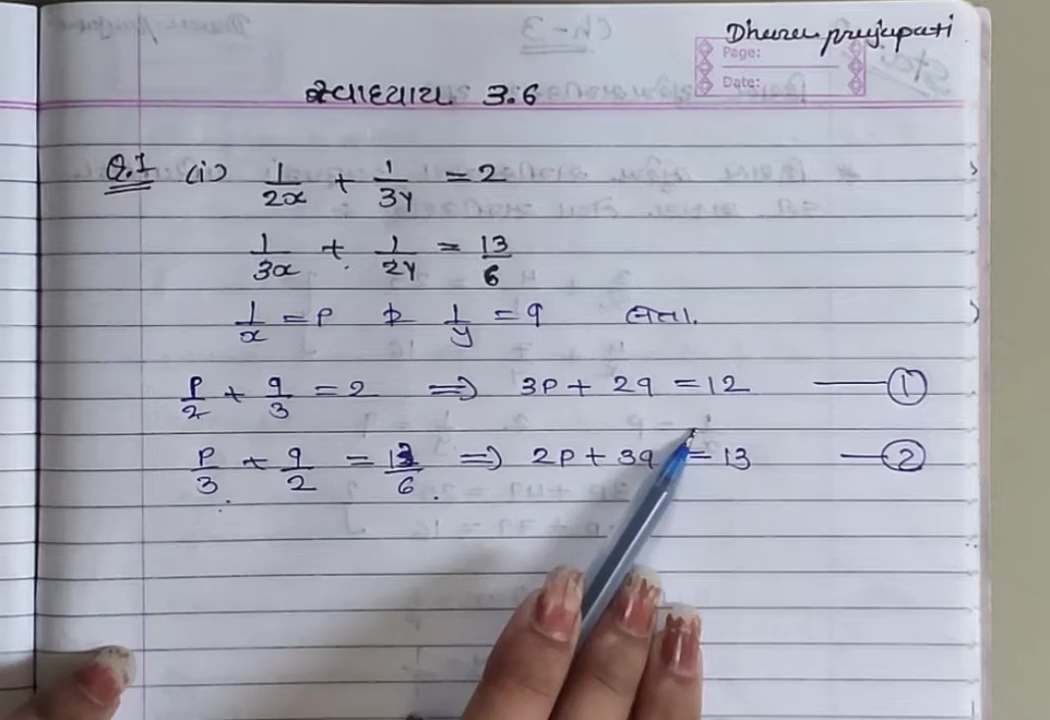 Dhara prajapati
Page:
Date:
સ્વાધ્યાય 3.6
Q.1 (i) 1/2x + 1/3y = 2
1/3x + 1/2y = 13/6
1/x = p 1/y = q લેતા.
p/2 + q/3 = 2 ⇒ 3p + 2q = 12 —— ①
p/3 + q/2 = 13/6 ⇒ 2p + 3q = 13 —— ②